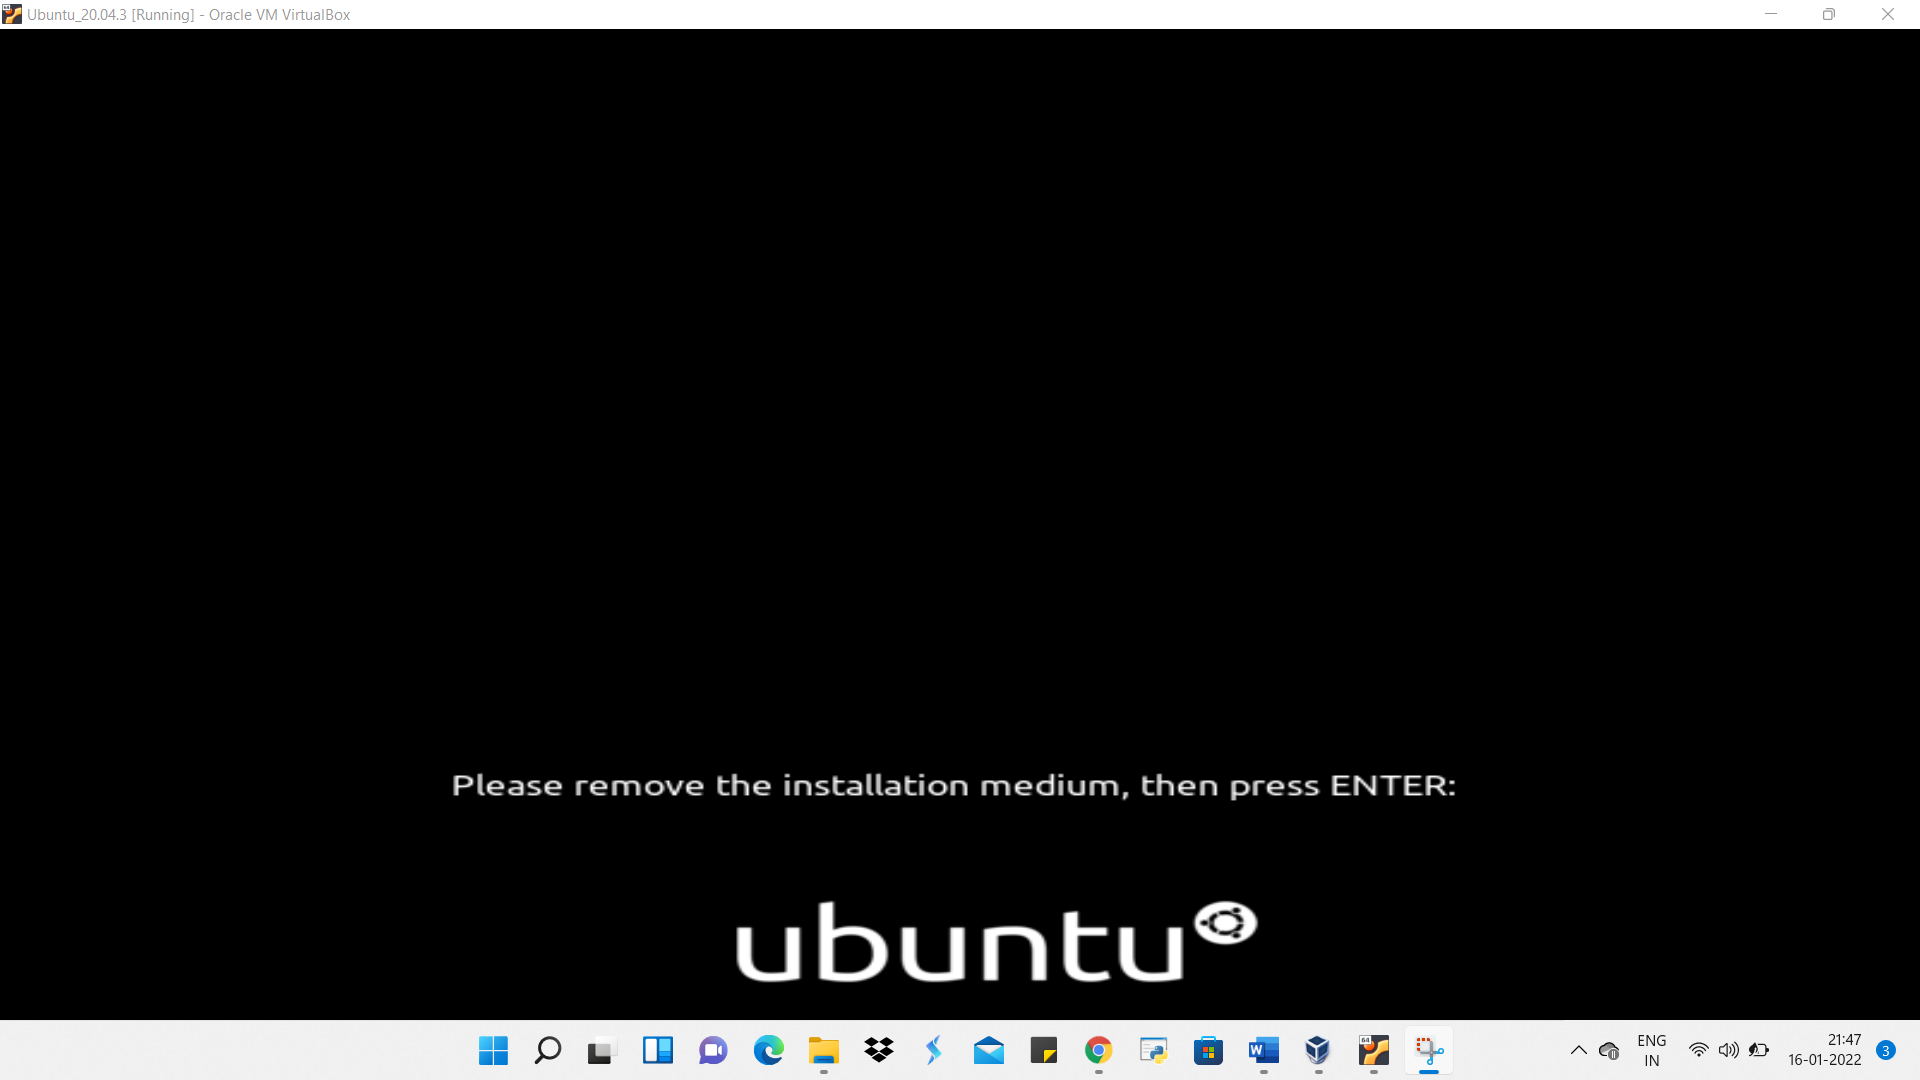 Ubuntu_20.04.3 [Running] - Oracle VM VirtualBox
Please remove the installation medium, then press ENTER:
ubuntu
ENG
IN
21:47
16-01-2022
3